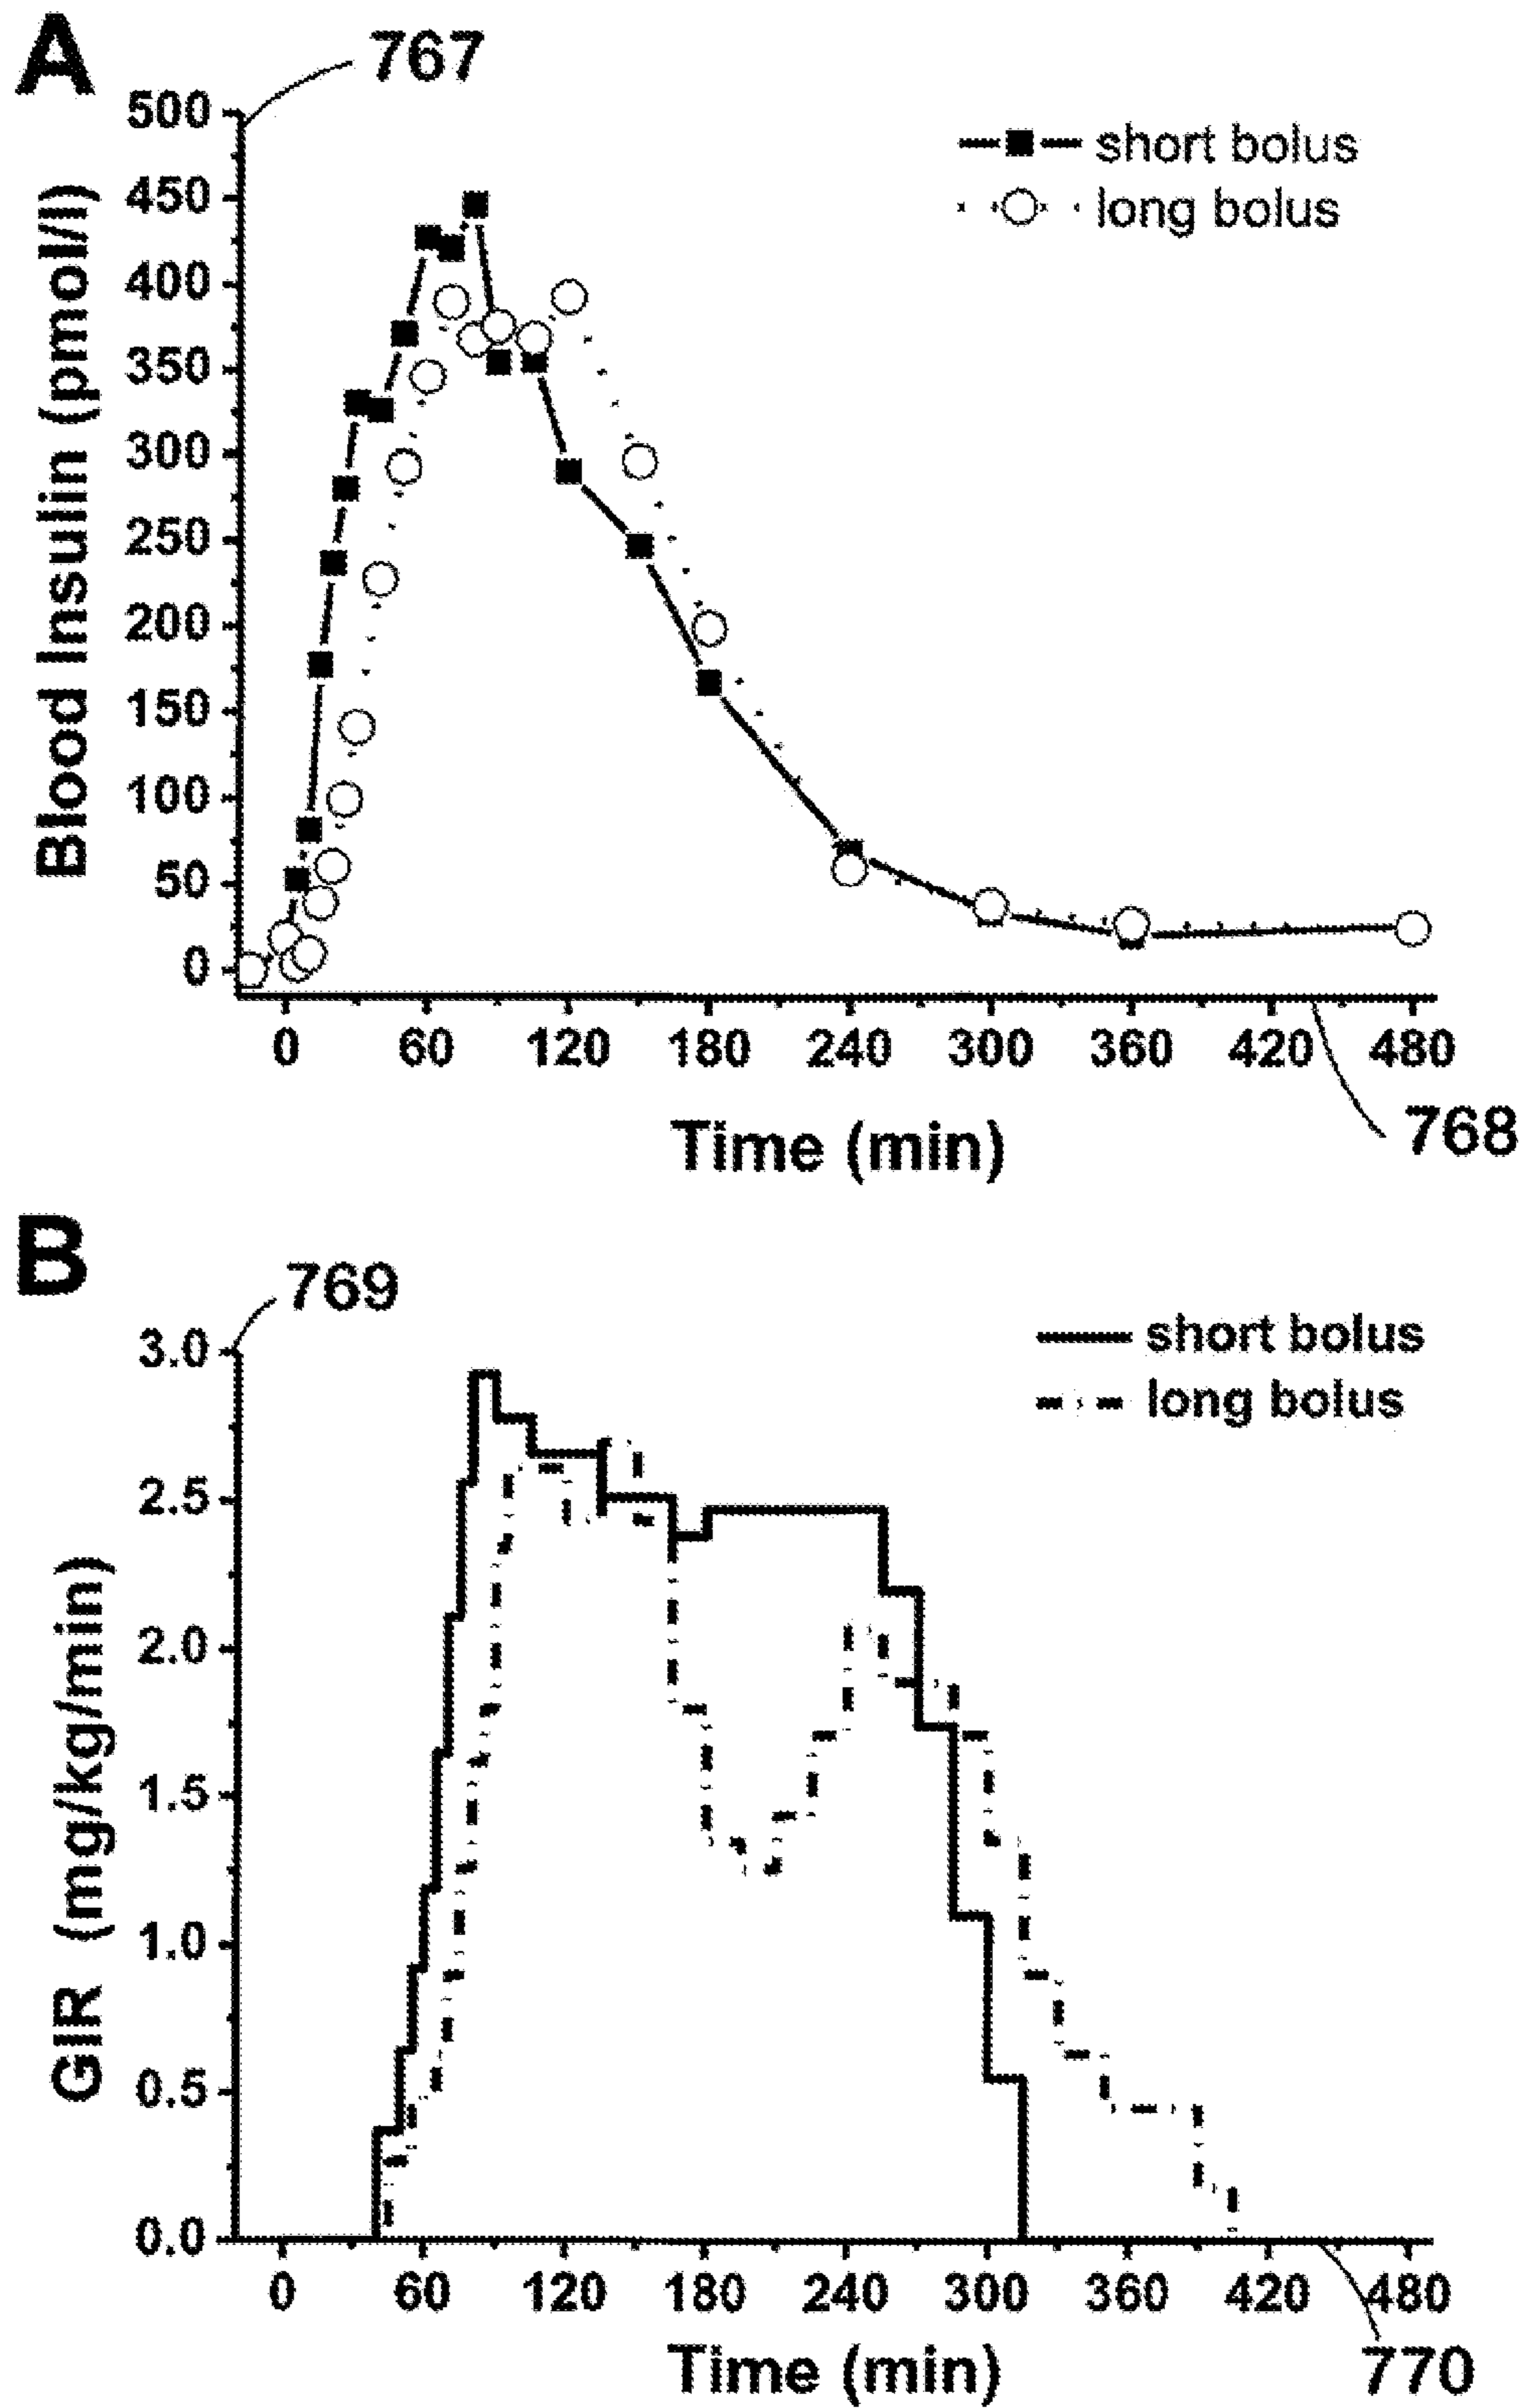 A
767
500
450
400
350
300
250
200
150
100
50
0
Blood Insulin (pmol/l)
short bolus
long bolus
0 60 120 180 240 300 360 420 480
Time (min)
768
B
769
3.0
2.5
2.0
1.5
1.0
0.5
0.0
GIR (mg/kg/min)
short bolus
long bolus
0 60 120 180 240 300 360 420 480
Time (min)
770